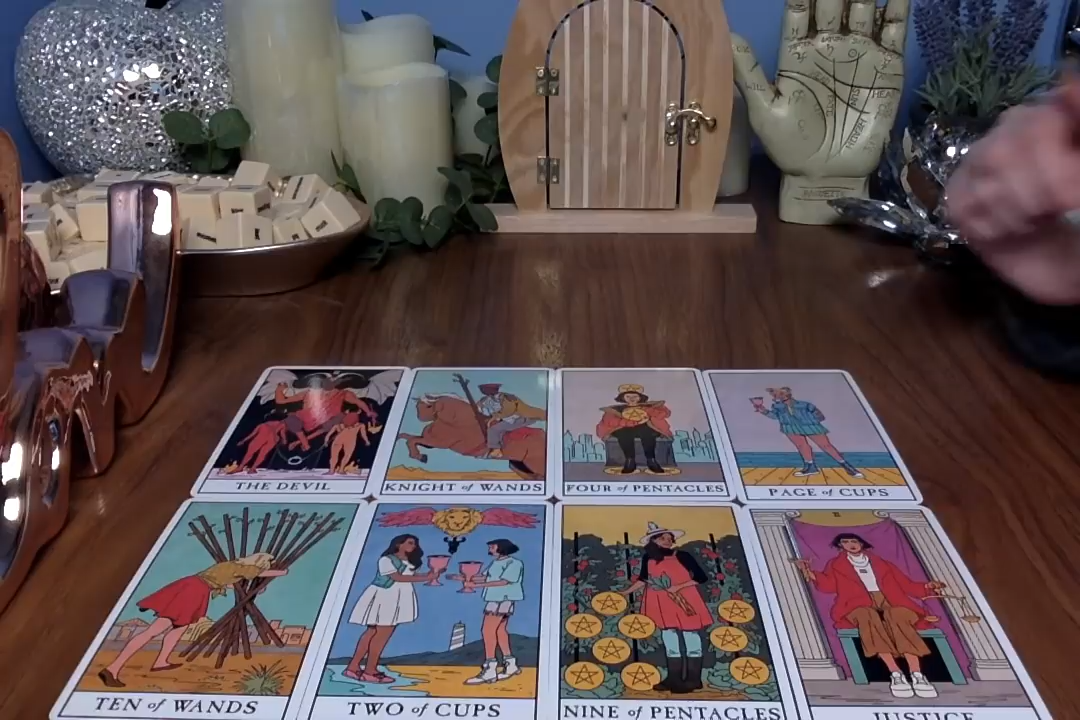 THE DEVIL
KNIGHT of WANDS
FOUR of PENTACLES
PAGE of CUPS
TEN of WANDS
TWO of CUPS
NINE of PENTACLES
JUSTICE